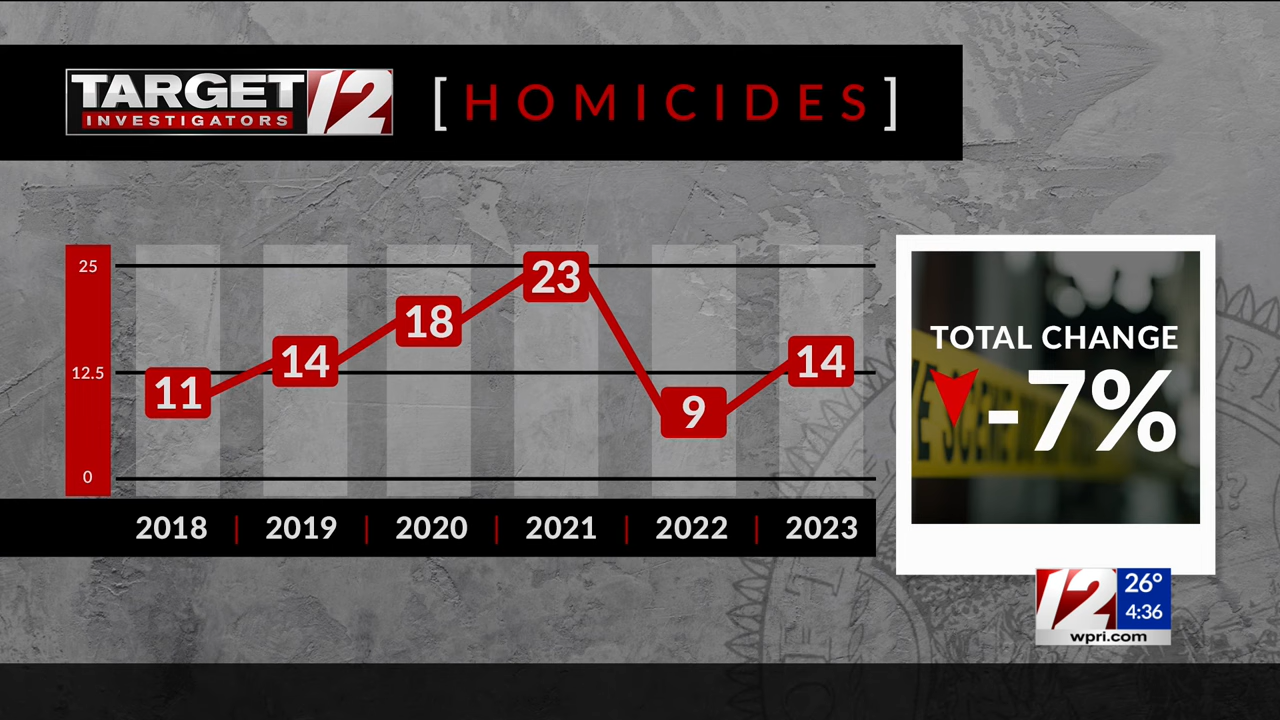 TARGET 12
INVESTIGATORS
[HOMICIDES]
25
12.5
0
11
14
18
23
9
14
2018 | 2019 | 2020 | 2021 | 2022 | 2023
TOTAL CHANGE
-7%
12
26°
4:36
wpri.com